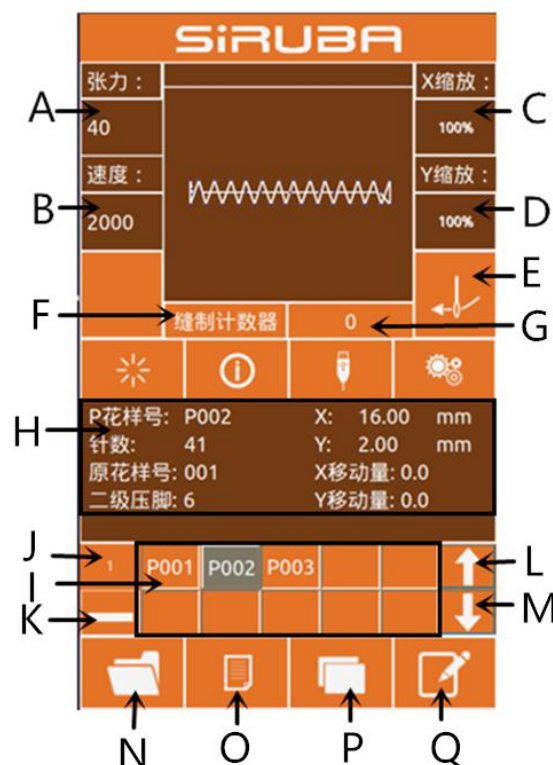 SiRUBA
张力：
X缩放：
A
40
100%
C
速度：
Y缩放：
B
2000
100%
D
E
F
缝制计数器
0
G
H
P花样号: P002 X: 16.00 mm
针数: 41 Y: 2.00 mm
原花样号: 001 X移动量: 0.0
二级压脚: 6 Y移动量: 0.0
J
1
P001 P002 P003
L
I
K
M
N O P Q